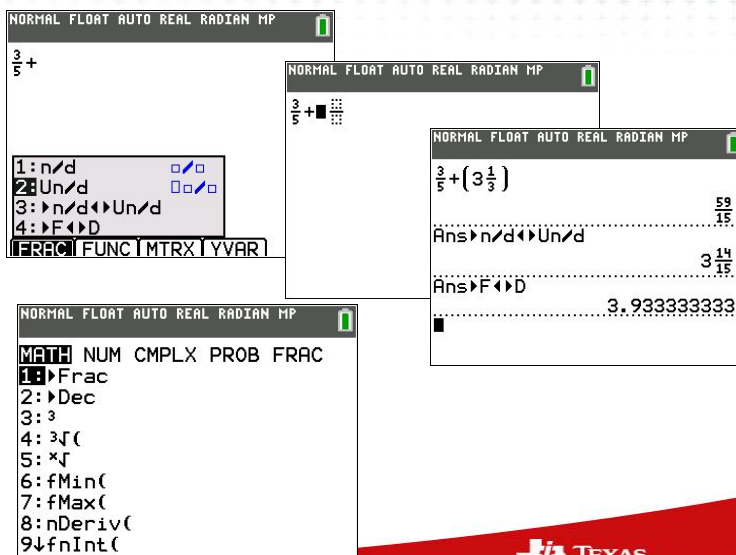 NORMAL FLOAT AUTO REAL RADIAN MP
3/5+
1:n/d □/□
2:Un/d □□/□
3:▶n/d◀▶Un/d
4:▶F◀▶D
FRAC FUNC MTRX YVAR
NORMAL FLOAT AUTO REAL RADIAN MP
3/5+
NORMAL FLOAT AUTO REAL RADIAN MP
3/5+(3 1/3)
59/15
Ans▶n/d◀▶Un/d
3 14/15
Ans▶F◀▶D
3.933333333
NORMAL FLOAT AUTO REAL RADIAN MP
MATH NUM CMPLX PROB FRAC
1:▶Frac
2:▶Dec
3:³
4:³√(
5:ˣ√
6:fMin(
7:fMax(
8:nDeriv(
9↓fnInt(
TEXAS